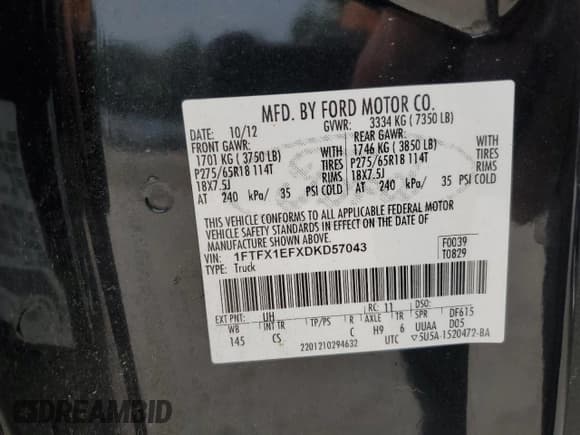 MFD. BY FORD MOTOR CO.
DATE: 10/12 GVWR: 3334 KG ( 7350 LB)
FRONT GAWR: REAR GAWR:
1701 KG ( 3750 LB) WITH 1746 KG ( 3850 LB) WITH
P275/65R18 114T TIRES P275/65R18 114T TIRES
18X7.5J RIMS 18X7.5J RIMS
AT 240 kPa/ 35 PSI COLD AT 240 kPa/ 35 PSI COLD
THIS VEHICLE CONFORMS TO ALL APPLICABLE FEDERAL MOTOR
VEHICLE SAFETY STANDARDS IN EFFECT ON THE DATE OF
MANUFACTURE SHOWN ABOVE.
VIN: 1FTFX1EFXDKD57043 F0039
TYPE: Truck T0829
EXT PNT: UH RC: 11 DSO:
WB INT TR TP/PS R AXLE TR SPR DF615
145 CS C H9 6 UUAA D05
2201210294632 UTC ▽5U5A-1520472-BA
DREAMBID